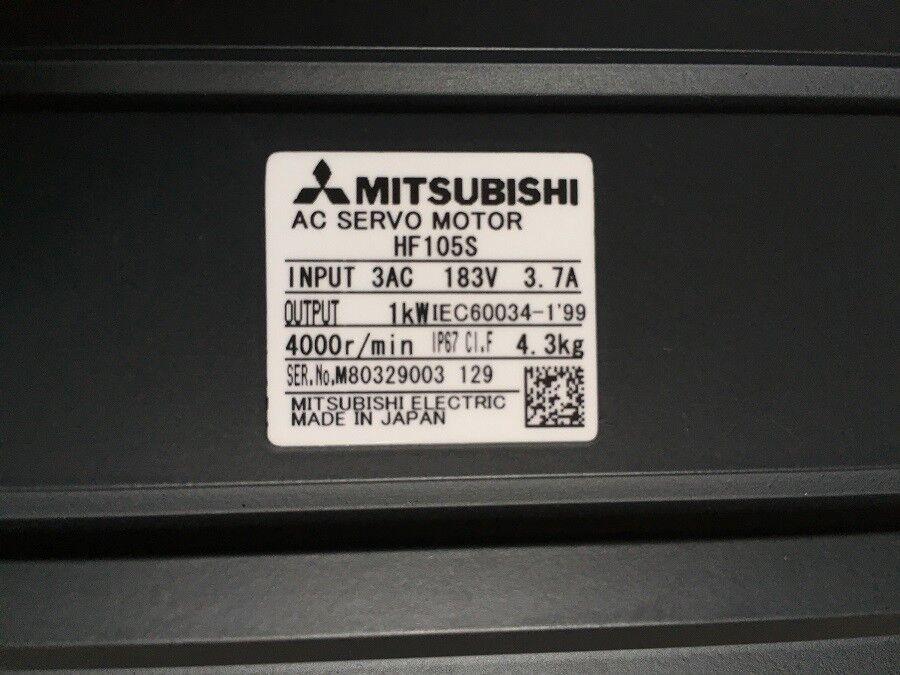 MITSUBISHI
AC SERVO MOTOR
HF105S
INPUT 3AC 183V 3.7A
OUTPUT 1kW IEC60034-1'99
4000r/min IP67 CI.F 4.3kg
SER.No.M80329003 129
MITSUBISHI ELECTRIC
MADE IN JAPAN